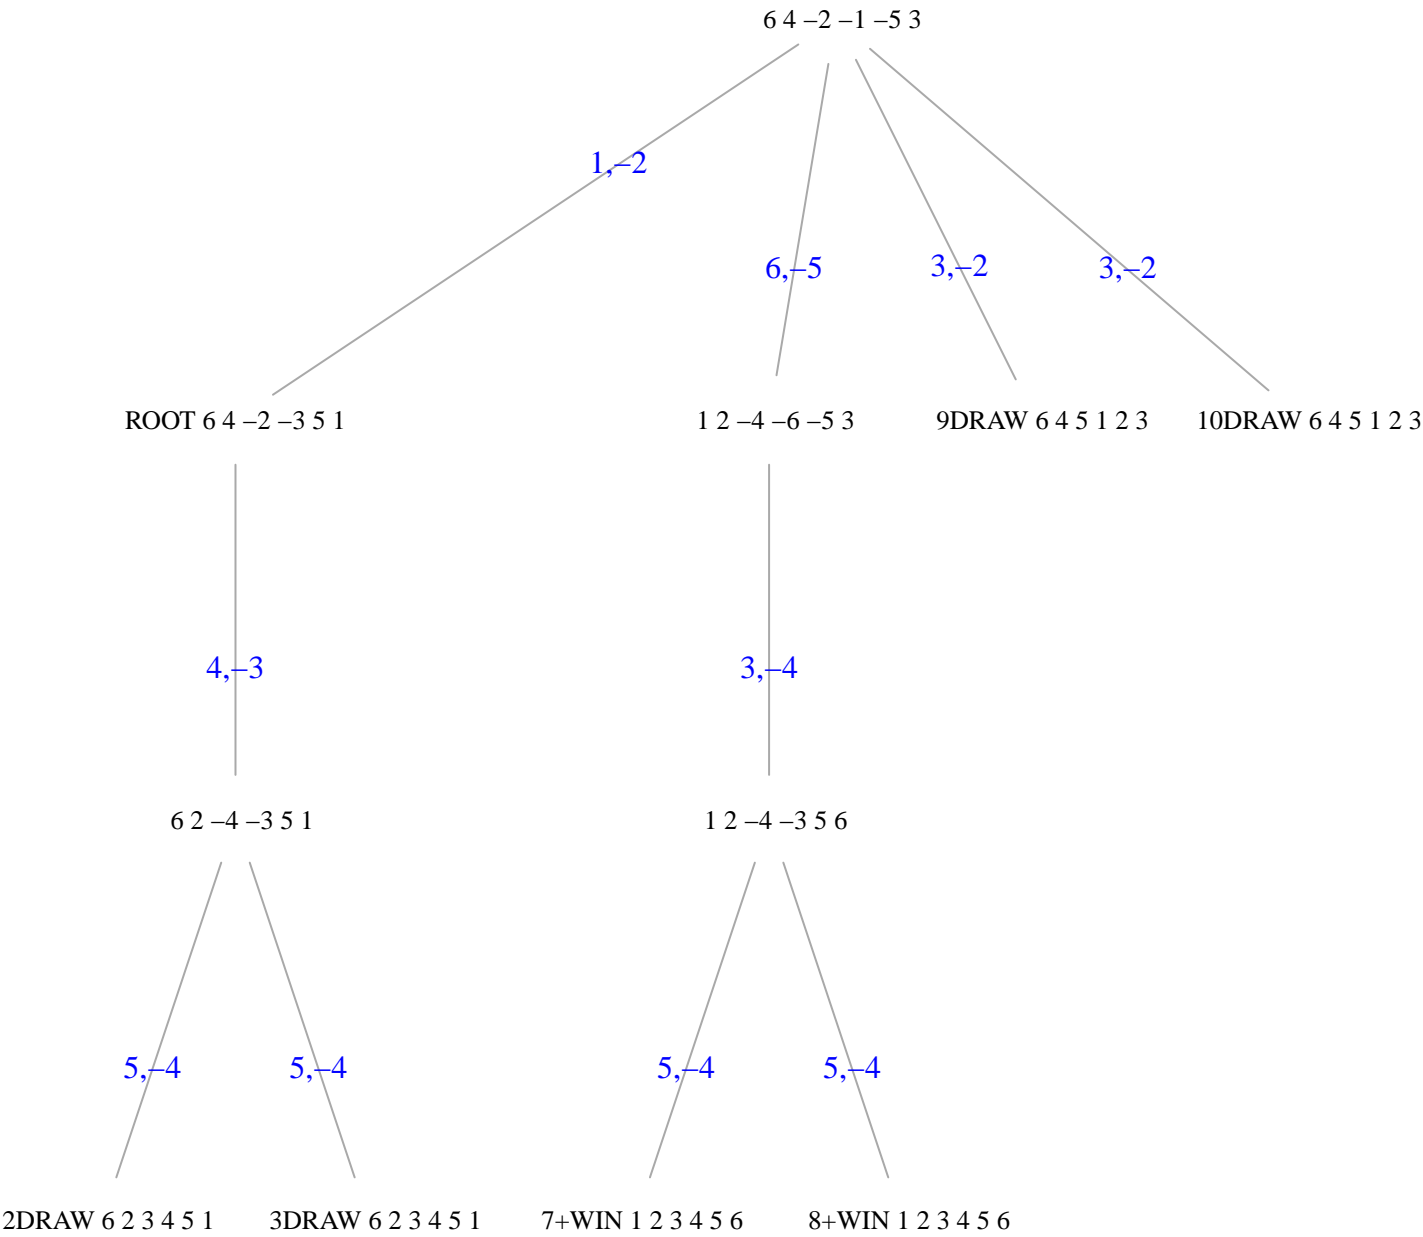 6 4 –2 –1 –5 3
1,–2
6,–5
3,–2
3,–2
ROOT 6 4 –2 –3 5 1
1 2 –4 –6 –5 3
9DRAW 6 4 5 1 2 3
10DRAW 6 4 5 1 2 3
4,–3
3,–4
6 2 –4 –3 5 1
1 2 –4 –3 5 6
5,–4
5,–4
5,–4
5,–4
2DRAW 6 2 3 4 5 1
3DRAW 6 2 3 4 5 1
7+WIN 1 2 3 4 5 6
8+WIN 1 2 3 4 5 6